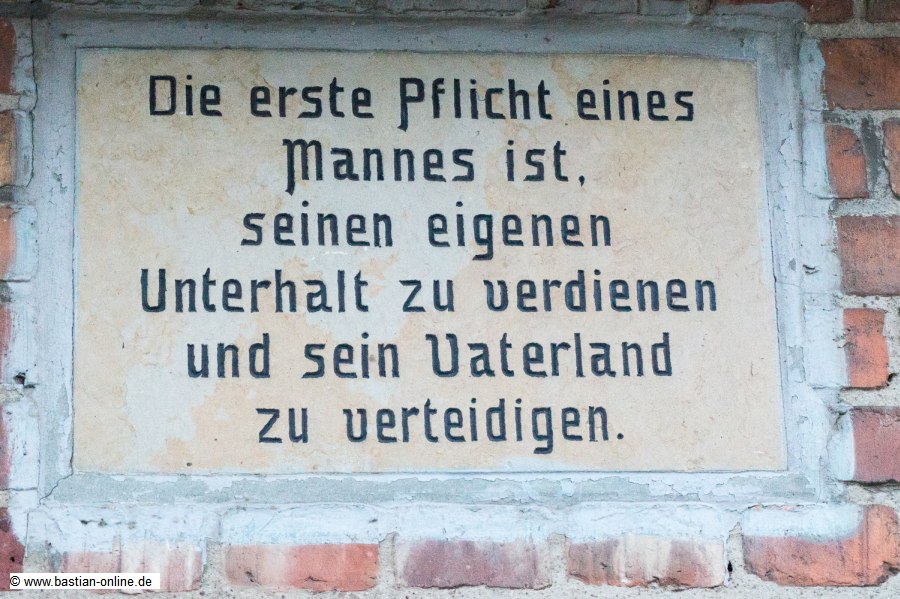 Die erste Pflicht eines
Mannes ist,
seinen eigenen
Unterhalt zu verdienen
und sein Vaterland
zu verteidigen.
© www.bastian-online.de